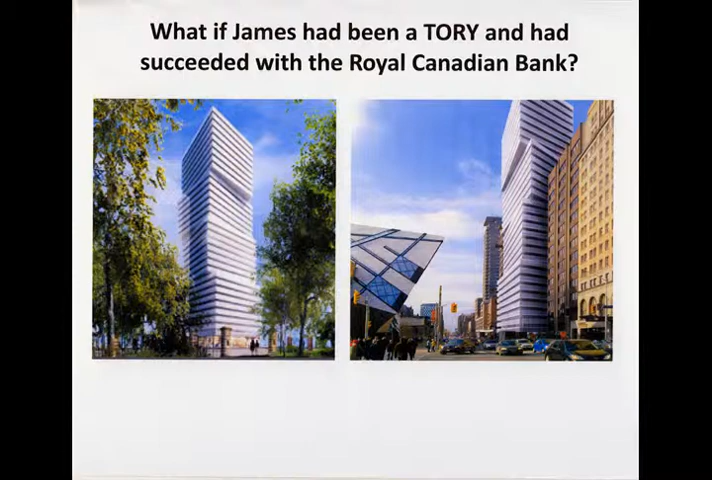 What if James had been a TORY and had
succeeded with the Royal Canadian Bank?